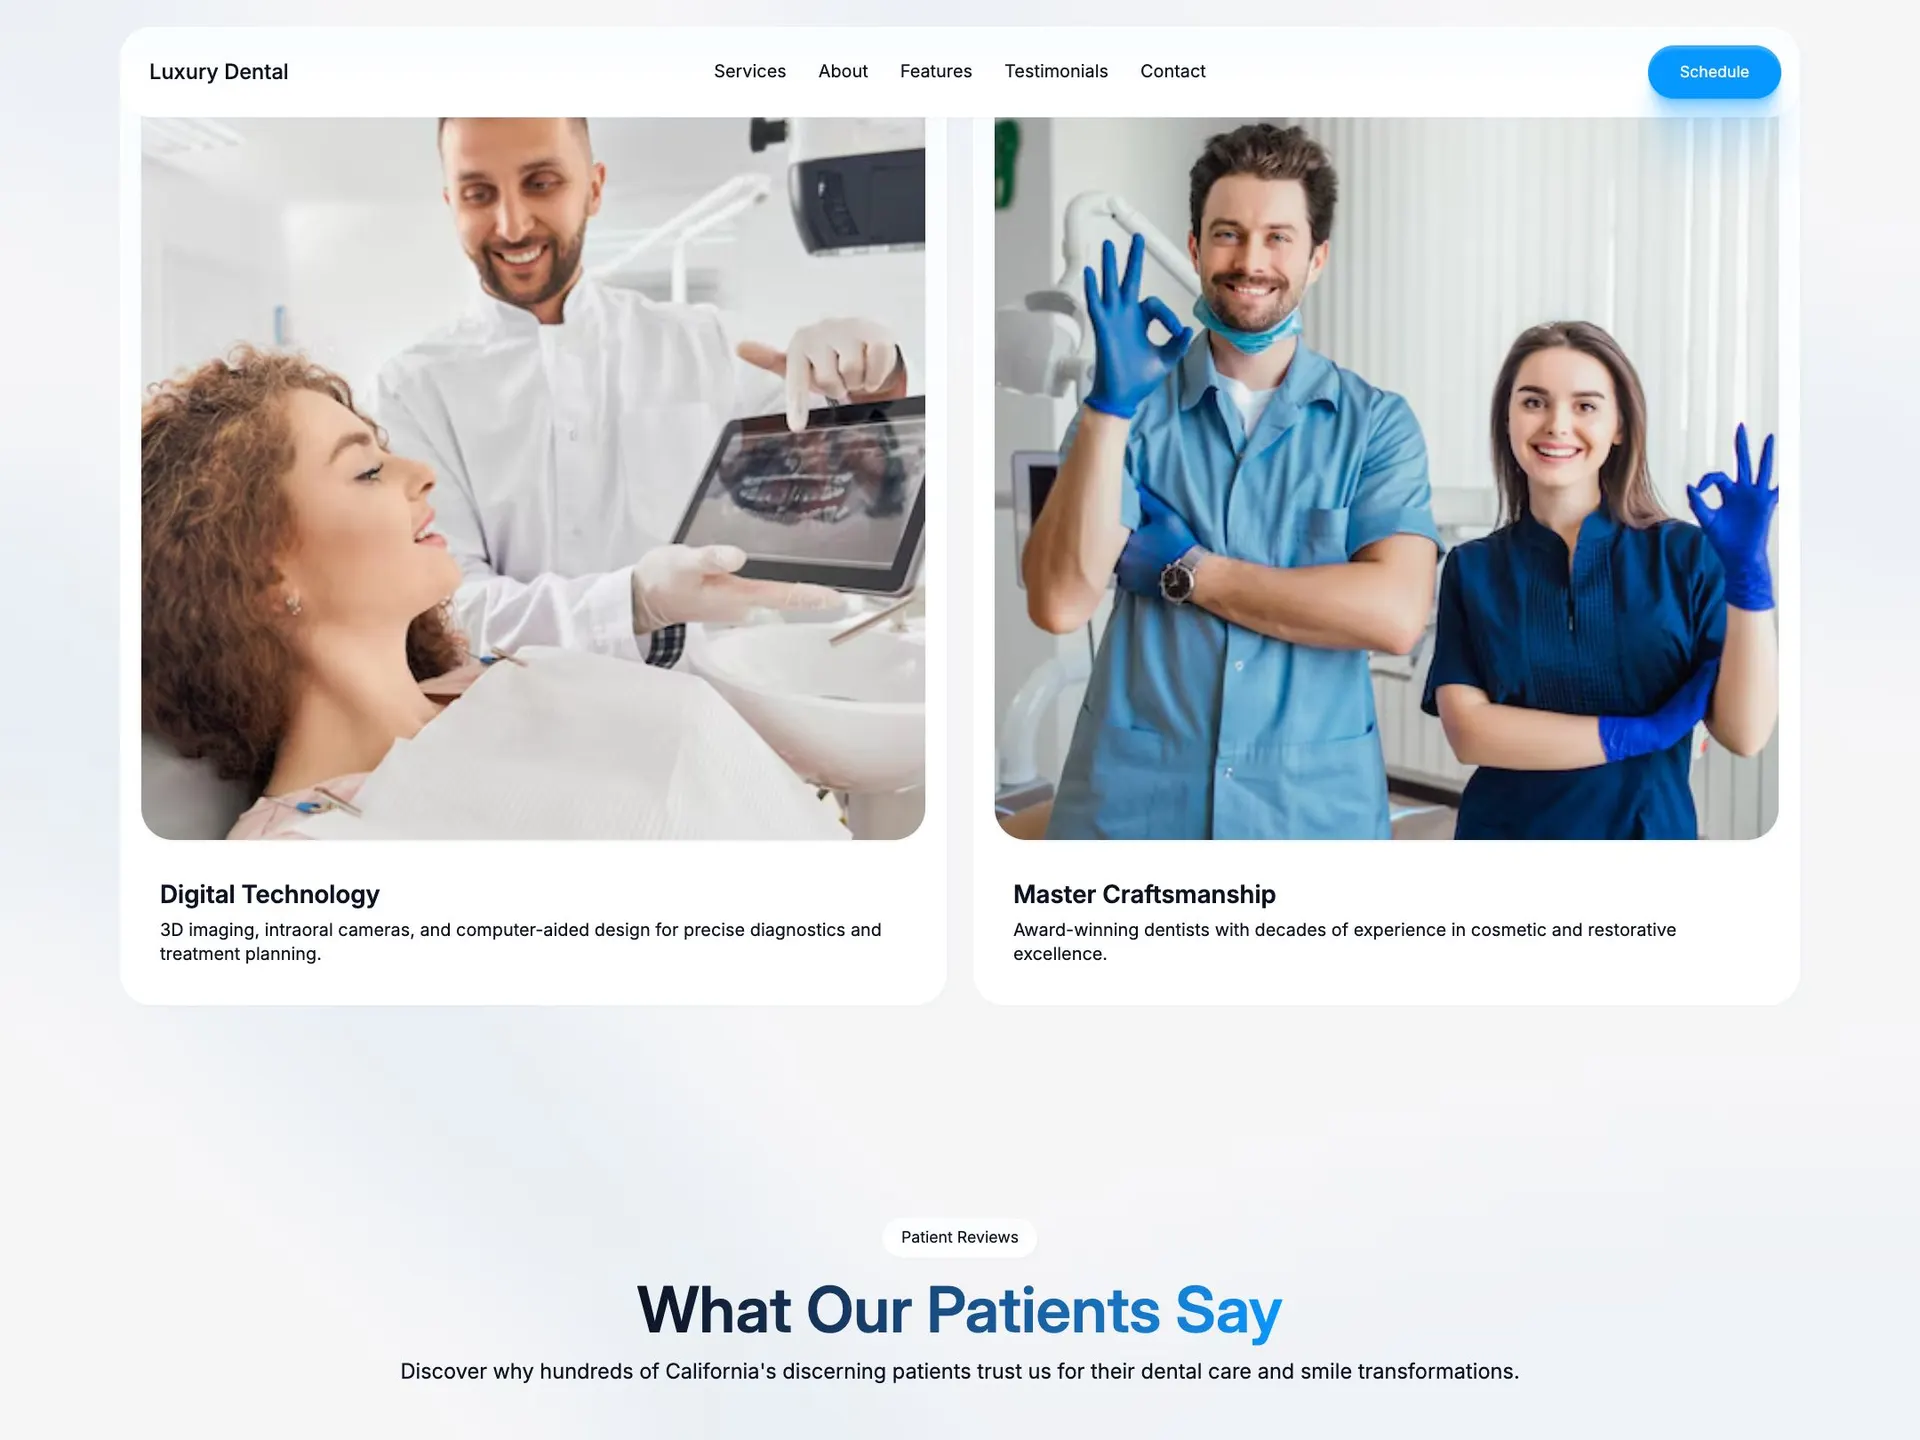 Luxury Dental
Services
About
Features
Testimonials
Contact
Schedule
Digital Technology
3D imaging, intraoral cameras, and computer-aided design for precise diagnostics and
treatment planning.
Master Craftsmanship
Award-winning dentists with decades of experience in cosmetic and restorative
excellence.
Patient Reviews
What Our Patients Say
Discover why hundreds of California's discerning patients trust us for their dental care and smile transformations.